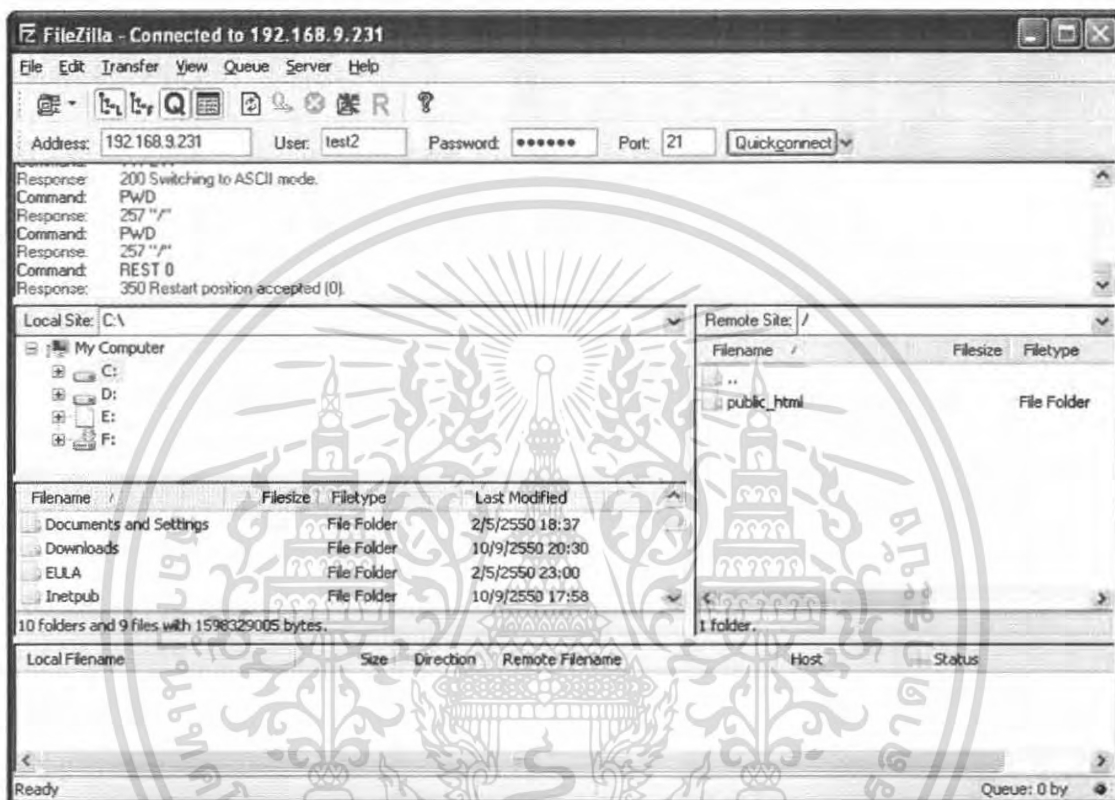 FileZilla - Connected to 192.168.9.231
File Edit Transfer View Queue Server Help
Address: 192.168.9.231 User: test2 Password: •••••• Port: 21 Quickconnect
Response: 200 Switching to ASCII mode.
Command: PWD
Response: 257 "/"
Command: PWD
Response: 257 "/"
Command: REST 0
Response: 350 Restart position accepted (0).
Local Site: C:\
My Computer
C:
D:
E:
F:
Filename / Filesize Filetype Last Modified
Documents and Settings File Folder 2/5/2550 18:37
Downloads File Folder 10/9/2550 20:30
EULA File Folder 2/5/2550 23:00
Inetpub File Folder 10/9/2550 17:58
10 folders and 9 files with 1598329005 bytes.
Remote Site: /
Filename / Filesize Filetype
..
public_html File Folder
1 folder.
Local Filename Size Direction Remote Filename Host Status
Ready Queue: 0 by